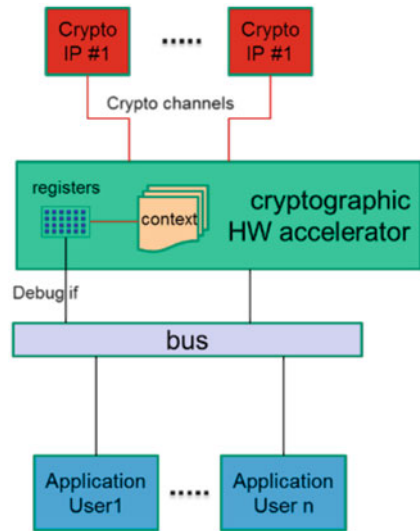 Crypto
IP #1
Crypto
IP #1
Crypto channels
registers
context
cryptographic
HW accelerator
Debug if
bus
Application
User1
Application
User n